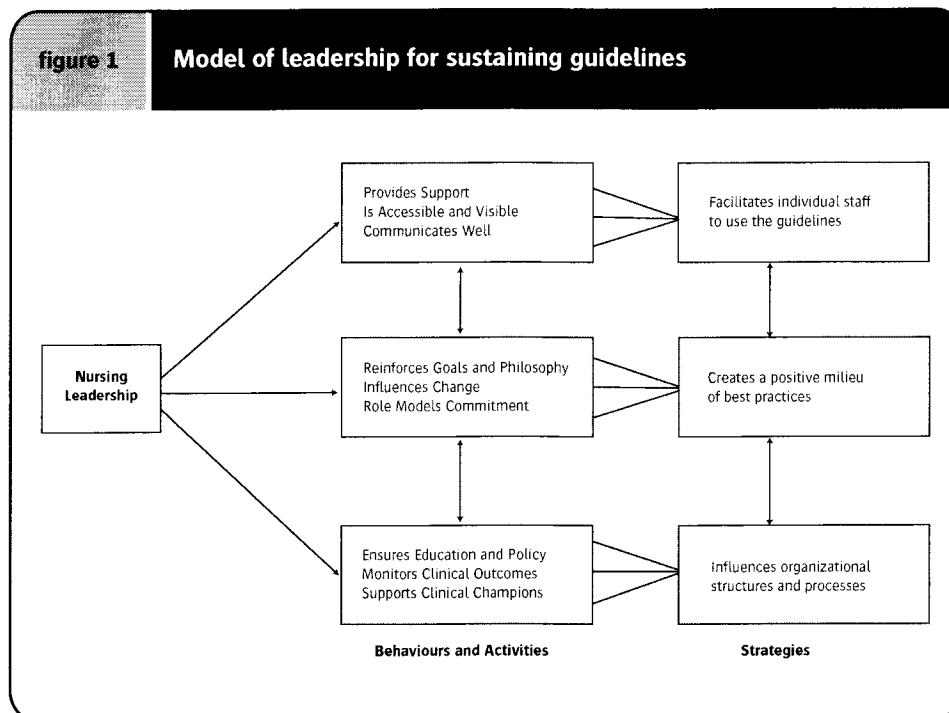 figure 1
Model of leadership for sustaining guidelines
Provides Support
Is Accessible and Visible
Communicates Well
Facilitates individual staff
to use the guidelines
Nursing
Leadership
Reinforces Goals and Philosophy
Influences Change
Role Models Commitment
Creates a positive milieu
of best practices
Ensures Education and Policy
Monitors Clinical Outcomes
Supports Clinical Champions
Influences organizational
structures and processes
Behaviours and Activities
Strategies